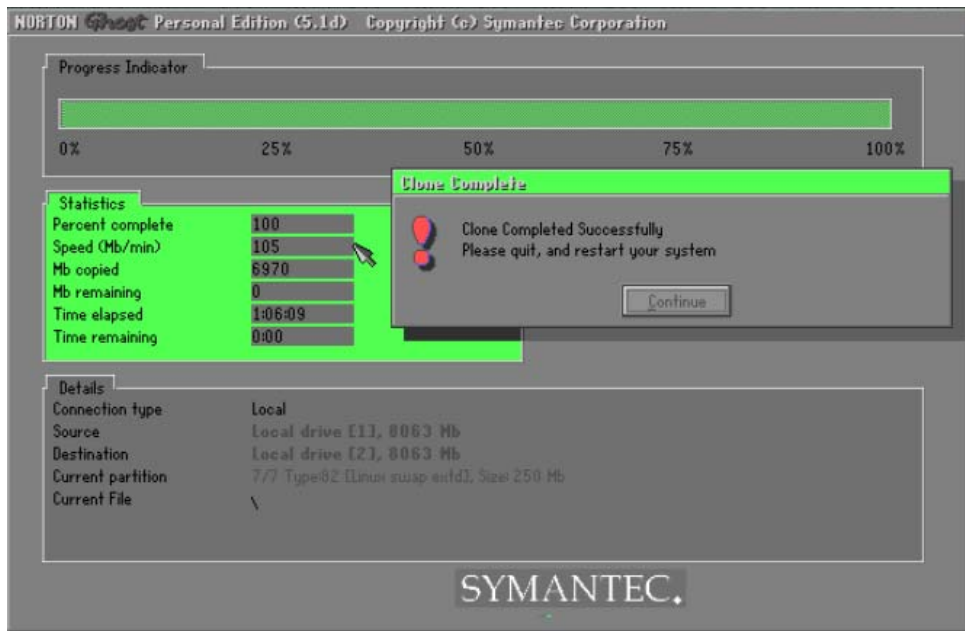 NORTON Ghost Personal Edition (5.1d) Copyright (c) Symantec Corporation
Progress Indicator
0% 25% 50% 75% 100%
Clone Complete
Clone Completed Successfully
Please quit, and restart your system
Continue
Statistics
Percent complete 100
Speed (Mb/min) 105
Mb copied 6970
Mb remaining 0
Time elapsed 1:06:09
Time remaining 0:00
Details
Connection type Local
Source Local drive [1], 8063 Mb
Destination Local drive [2], 8063 Mb
Current partition 7/7 Type:82 [Linux swap extd], Size: 250 Mb
Current File \
SYMANTEC.